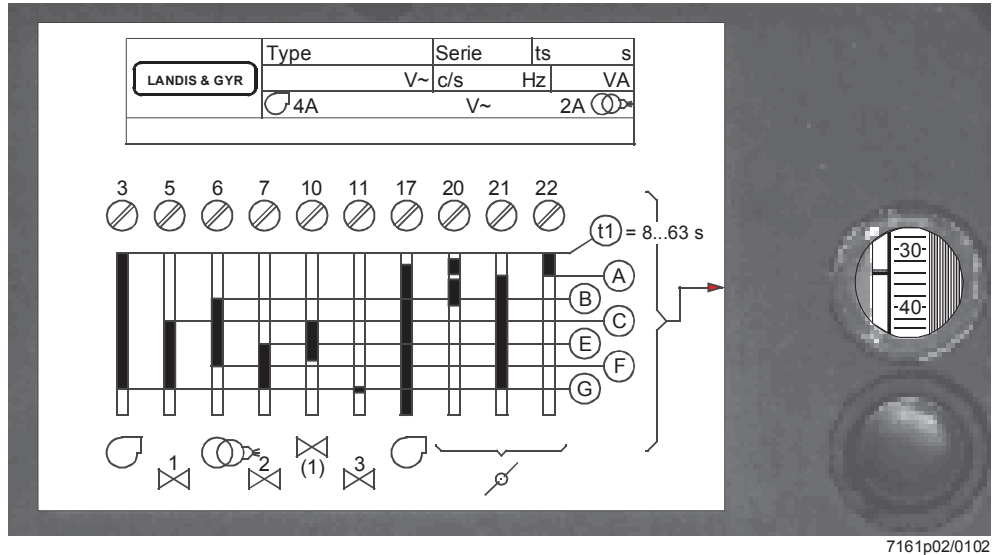 Type Serie ts s
LANDIS & GYR V~ c/s Hz VA
4A V~ 2A
3 5 6 7 10 11 17 20 21 22
t1 = 8...63 s
-30-
A
B
-40-
C
E
F
G
1 2 (1) 3
7161p02/0102